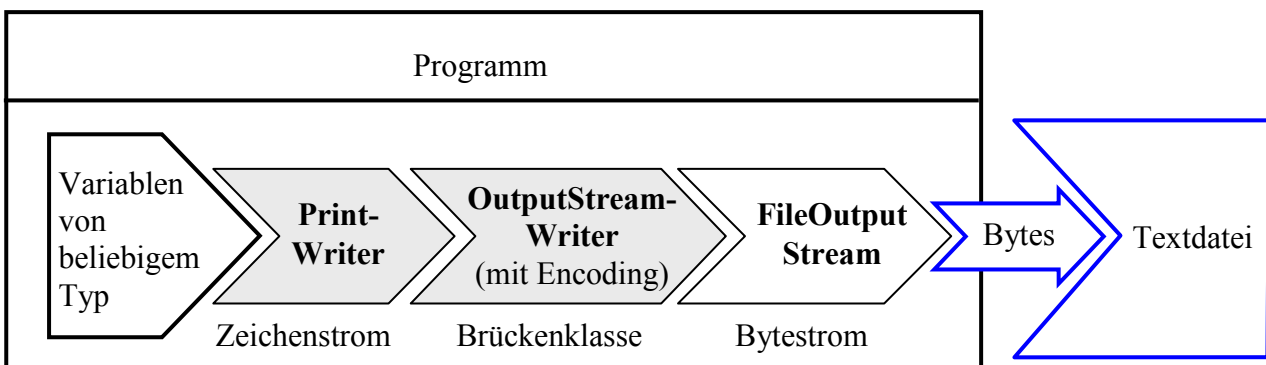 Programm
Variablen
von
beliebigem
Typ
Print-
Writer
OutputStream-
Writer
(mit Encoding)
FileOutput
Stream
Bytes
Textdatei
Zeichenstrom
Brückenklasse
Bytestrom